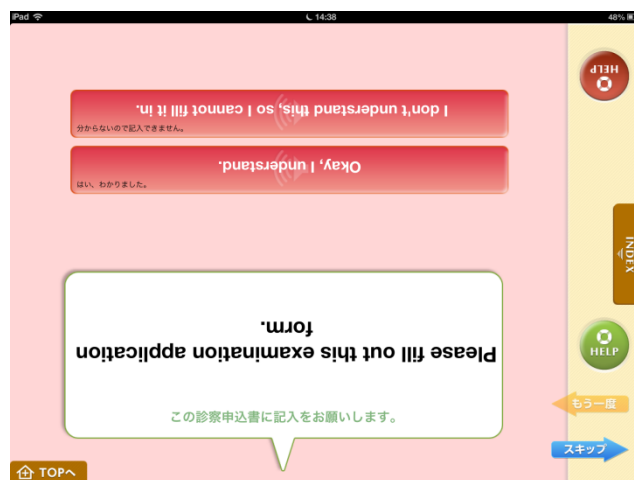 iPad 14:38 48%
HELP
I don't understand this, so I cannot fill it in.
分からないので記入できません。
Okay, I understand.
はい、わかりました。
INDEX
Please fill out this examination application
form.
この診察申込書に記入をお願いします。
HELP
もう一度
スキップ
TOPへ